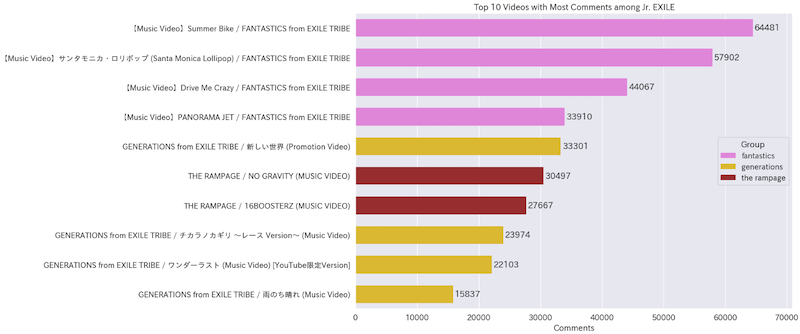 Top 10 Videos with Most Comments among Jr. EXILE
【Music Video】Summer Bike / FANTASTICS from EXILE TRIBE
64481
【Music Video】サンタモニカ・ロリポップ (Santa Monica Lollipop) / FANTASTICS from EXILE TRIBE
57902
【Music Video】Drive Me Crazy / FANTASTICS from EXILE TRIBE
44067
【Music Video】PANORAMA JET / FANTASTICS from EXILE TRIBE
33910
GENERATIONS from EXILE TRIBE / 新しい世界 (Promotion Video)
33301
THE RAMPAGE / NO GRAVITY (MUSIC VIDEO)
30497
THE RAMPAGE / 16BOOSTERZ (MUSIC VIDEO)
27667
GENERATIONS from EXILE TRIBE / チカラノカギリ ～レース Version～ (Music Video)
23974
GENERATIONS from EXILE TRIBE / ワンダーラスト (Music Video) [YouTube限定Version]
22103
GENERATIONS from EXILE TRIBE / 雨のち晴れ (Music Video)
15837
Group
fantastics
generations
the rampage
0 10000 20000 30000 40000 50000 60000 70000
Comments